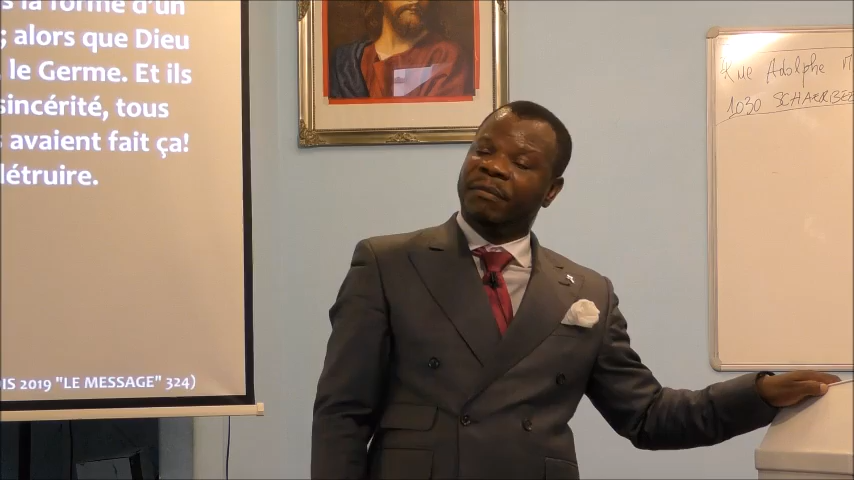 s la forme d'un
; alors que Dieu
le Germe. Et ils
sincérité, tous
s avaient fait ça!
détruire.
IS 2019 "LE MESSAGE" 324)
Rue Adolphe
1030 SCHAERBEE